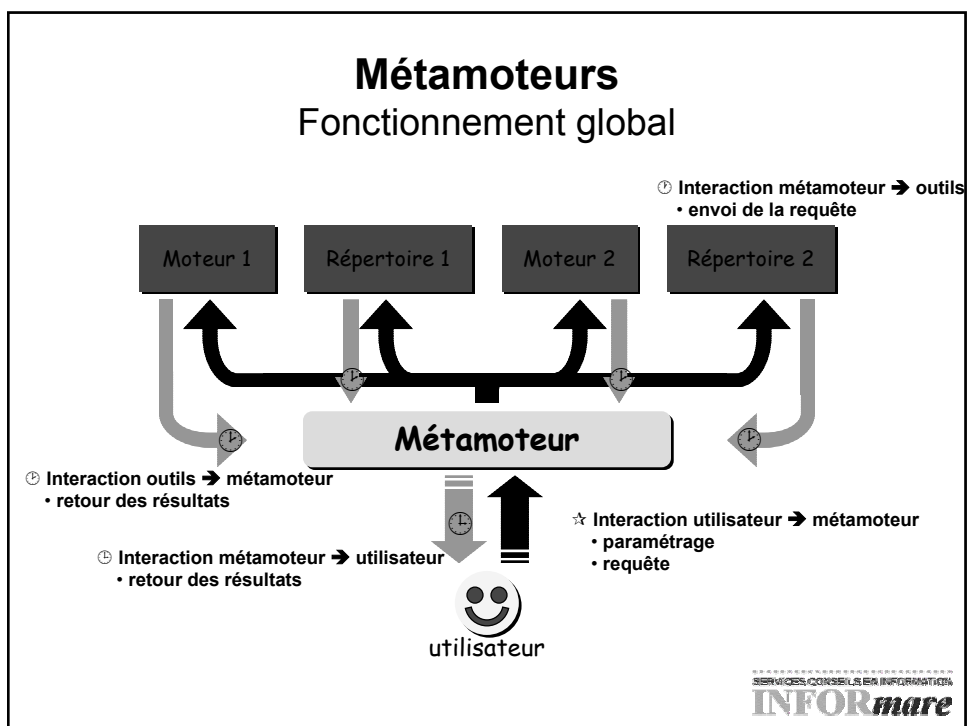 Métamoteurs
Fonctionnement global
🕐 Interaction métamoteur ➔ outils
• envoi de la requête
Moteur 1
Répertoire 1
Moteur 2
Répertoire 2
Métamoteur
🕑 Interaction outils ➔ métamoteur
• retour des résultats
☆ Interaction utilisateur ➔ métamoteur
• paramétrage
• requête
🕒 Interaction métamoteur ➔ utilisateur
• retour des résultats
utilisateur
SERVICES CONSEILS EN INFORMATION
INFORmare